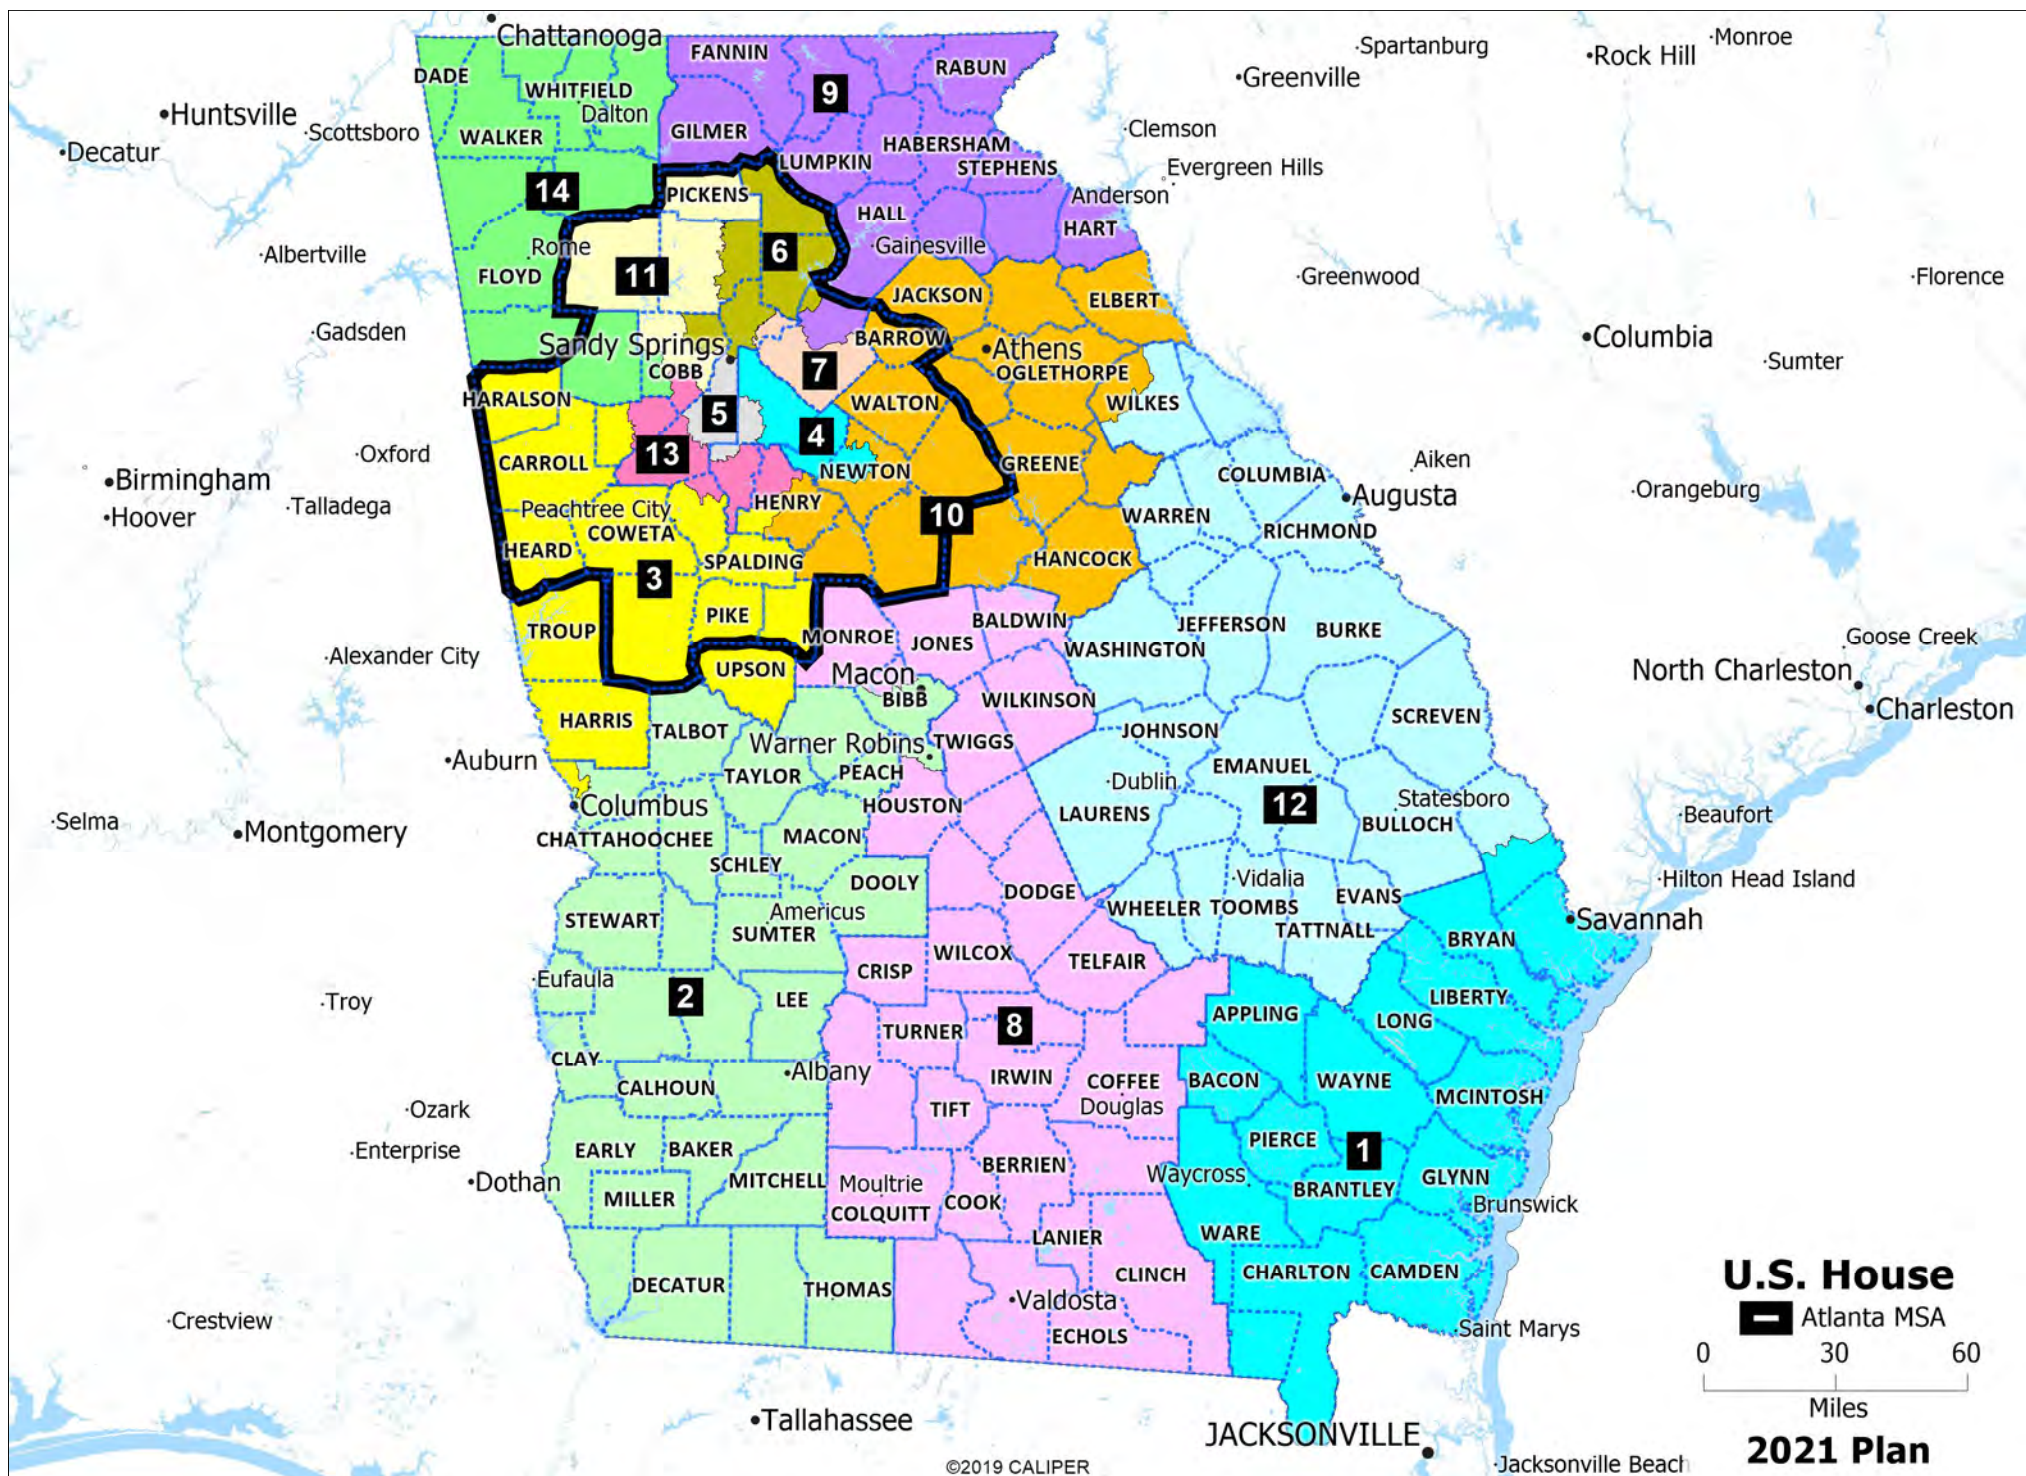 Chattanooga
FANNIN
RABUN
Spartanburg
Monroe
Rock Hill
DADE
WHITFIELD
9
Greenville
Huntsville
Dalton
Scottsboro
WALKER
GILMER
HABERSHAM
Clemson
Decatur
LUMPKIN
STEPHENS
Evergreen Hills
14
PICKENS
Anderson
HALL
HART
Albertville
Rome
6
Gainesville
FLOYD
11
Greenwood
Florence
JACKSON
ELBERT
Gadsden
Sandy Springs
BARROW
Athens
Columbia
COBB
7
OGLETHORPE
Sumter
HARALSON
5
WALTON
WILKES
4
Oxford
13
CARROLL
NEWTON
GREENE
Aiken
Birmingham
COLUMBIA
Augusta
Orangeburg
Talladega
Peachtree City
HENRY
10
WARREN
Hoover
COWETA
RICHMOND
HEARD
SPALDING
HANCOCK
3
PIKE
TROUP
MONROE
JONES
BALDWIN
JEFFERSON
BURKE
Goose Creek
Alexander City
UPSON
Macon
WASHINGTON
North Charleston
BIBB
WILKINSON
Charleston
HARRIS
TALBOT
JOHNSON
SCREVEN
Auburn
Warner Robins
TWIGGS
TAYLOR
PEACH
EMANUEL
Columbus
HOUSTON
Dublin
12
Statesboro
Selma
Montgomery
CHATTAHOOCHEE
MACON
LAURENS
BULLOCH
Beaufort
SCHLEY
DOOLY
DODGE
Vidalia
EVANS
Hilton Head Island
STEWART
Americus
WHEELER
TOOMBS
Savannah
SUMTER
TATTNALL
BRYAN
CRISP
WILCOX
TELFAIR
Eufaula
2
LEE
LIBERTY
Troy
TURNER
8
APPLING
LONG
CLAY
Albany
IRWIN
COFFEE
BACON
WAYNE
CALHOUN
Douglas
MCINTOSH
Ozark
TIFT
Enterprise
EARLY
BAKER
PIERCE
1
BERRIEN
Waycross
Dothan
MITCHELL
Moultrie
BRANTLEY
GLYNN
MILLER
COLQUITT
COOK
Brunswick
LANIER
WARE
DECATUR
THOMAS
CLINCH
CHARLTON
CAMDEN
Valdosta
Crestview
ECHOLS
Saint Marys
U.S. House
Atlanta MSA
0 30 60
Miles
2021 Plan
Tallahassee
JACKSONVILLE
Jacksonville Beach
©2019 CALIPER